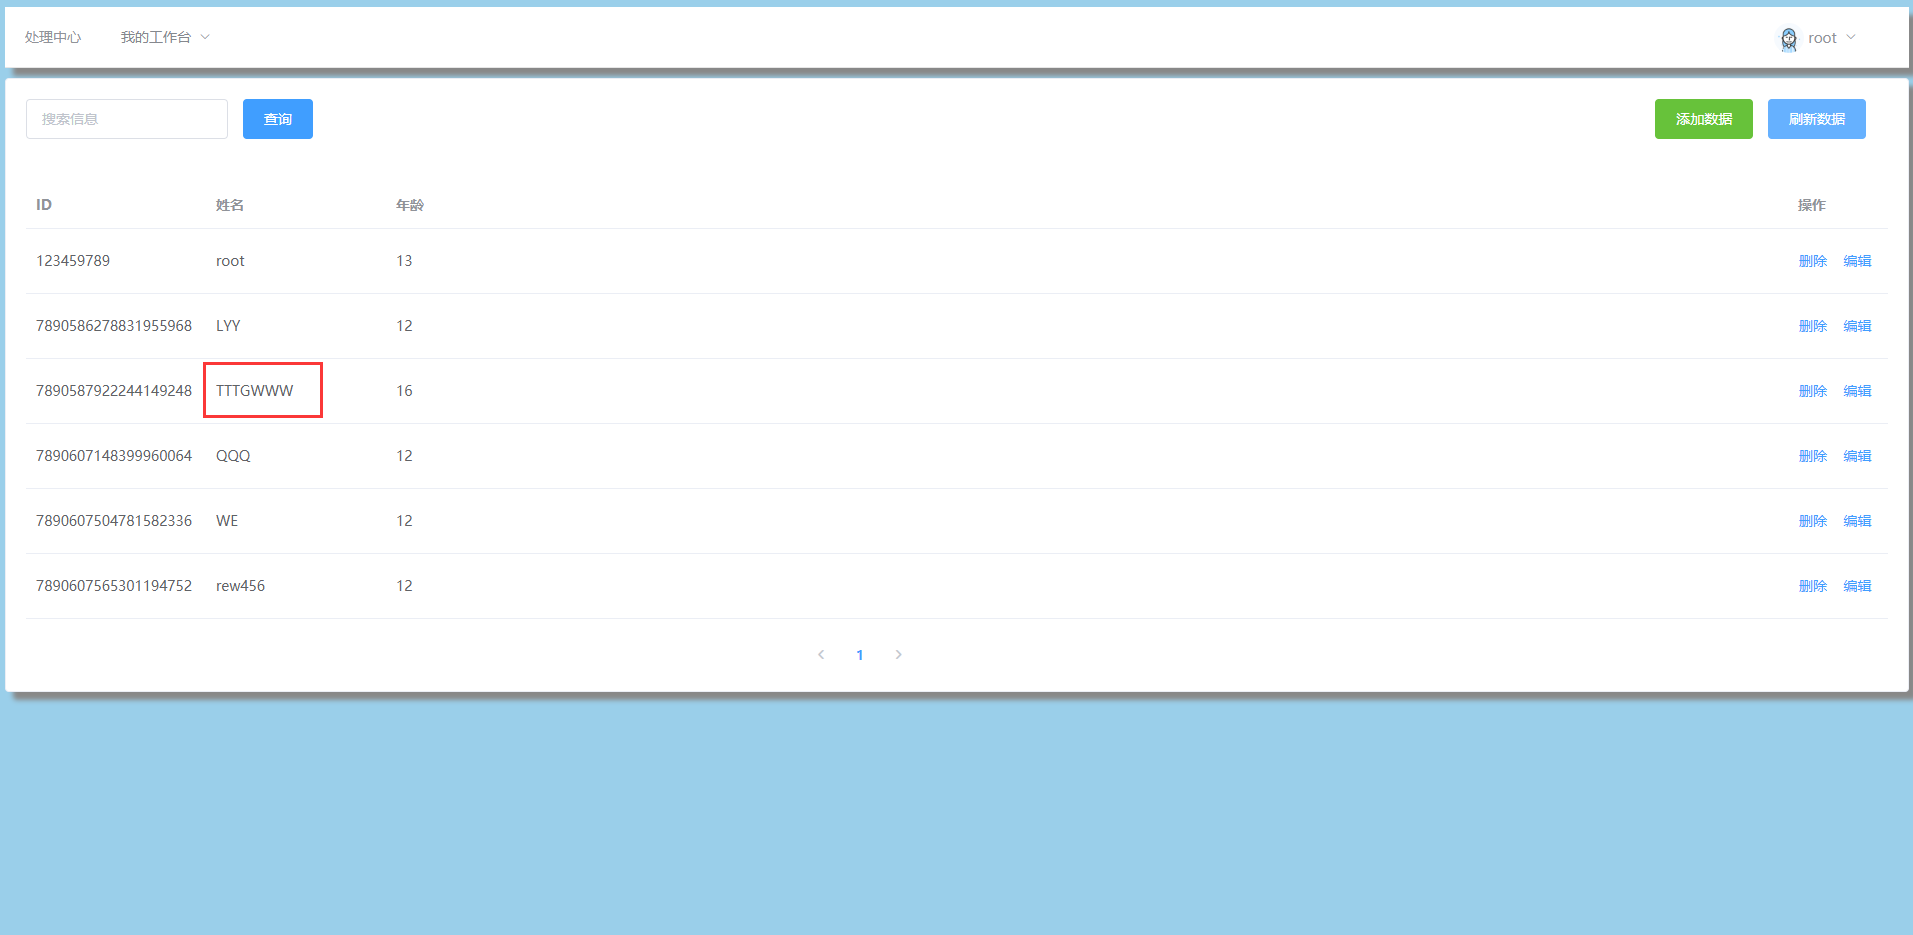 处理中心 我的工作台 root
搜索信息 查询 添加数据 刷新数据
ID 姓名 年龄 操作
123459789 root 13 删除 编辑
7890586278831955968 LYY 12 删除 编辑
7890587922244149248 TTTGWWW 16 删除 编辑
7890607148399960064 QQQ 12 删除 编辑
7890607504781582336 WE 12 删除 编辑
7890607565301194752 rew456 12 删除 编辑
1